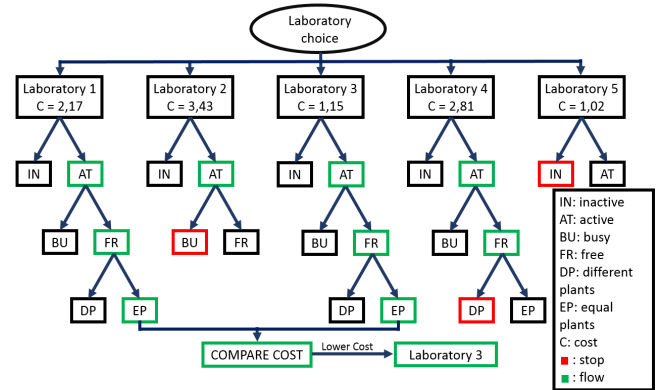 Laboratory
choice
Laboratory 1
C = 2,17
Laboratory 2
C = 3,43
Laboratory 3
C = 1,15
Laboratory 4
C = 2,81
Laboratory 5
C = 1,02
IN
AT
IN
AT
IN
AT
IN
AT
IN
AT
BU
FR
BU
FR
BU
FR
BU
FR
DP
EP
DP
EP
DP
EP
COMPARE COST
Lower Cost
Laboratory 3
IN: inactive
AT: active
BU: busy
FR: free
DP: different
plants
EP: equal
plants
C: cost
: stop
: flow